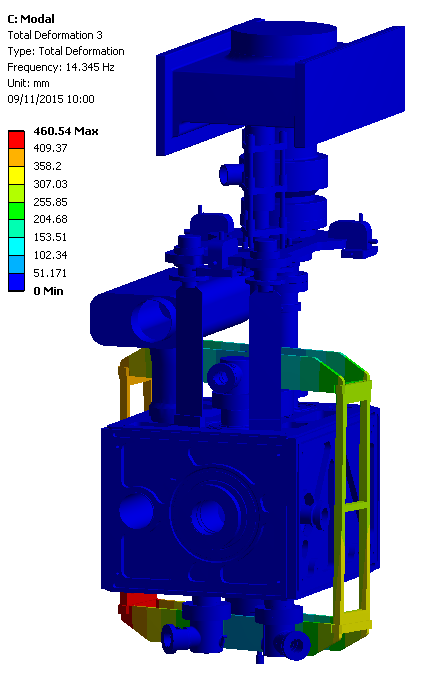 C: Modal
Total Deformation 3
Type: Total Deformation
Frequency: 14.345 Hz
Unit: mm
09/11/2015 10:00
460.54 Max
409.37
358.2
307.03
255.85
204.68
153.51
102.34
51.171
0 Min